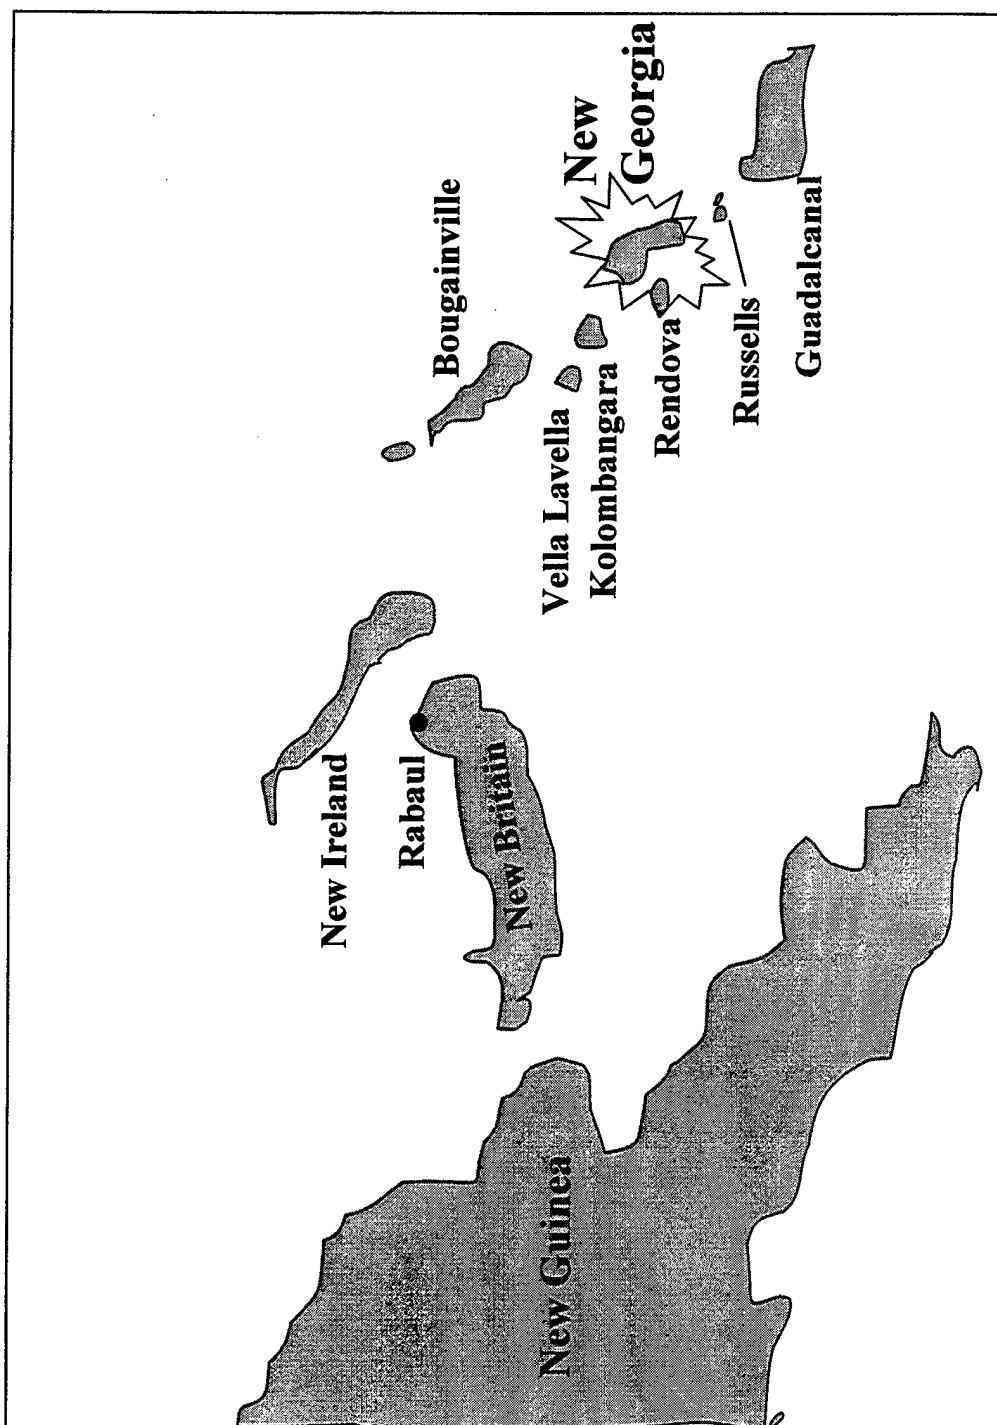 New Ireland
Rabaul
New Britain
New Guinea
Bougainville
Vella Lavella
Kolombangara
New
Georgia
Rendova
Russells
Guadalcanal